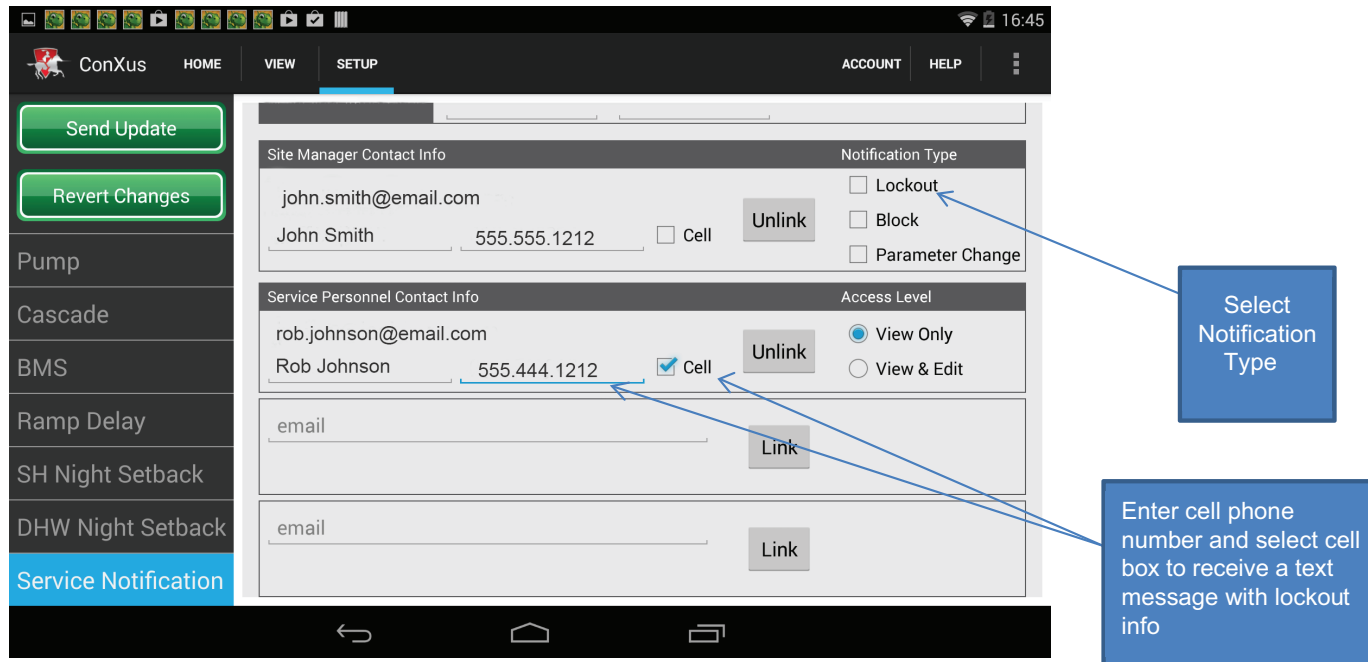 16:45
ConXus HOME VIEW SETUP ACCOUNT HELP
Send Update
Revert Changes
Pump
Cascade
BMS
Ramp Delay
SH Night Setback
DHW Night Setback
Service Notification
Site Manager Contact Info Notification Type
john.smith@email.com
John Smith 555.555.1212 Cell Unlink
Lockout
Block
Parameter Change
Service Personnel Contact Info Access Level
rob.johnson@email.com
Rob Johnson 555.444.1212 Cell Unlink
View Only
View & Edit
email
Link
email
Link
Select
Notification
Type
Enter cell phone
number and select cell
box to receive a text
message with lockout
info